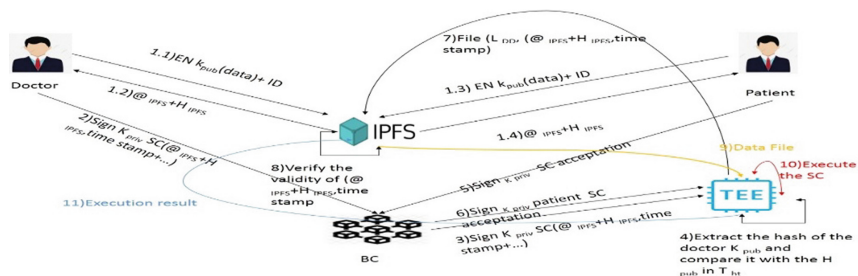 7)File (L DD, (@ IPFS+H IPFS,time
stamp)
1.1)EN kpub(data)+ ID
1.2)@ IPFS+H IPFS
1.3) EN kpub(data)+ ID
Doctor
Patient
IPFS
1.4)@ IPFS+H IPFS
2)Sign K priv SC(@ IPFS+H
IPFS,time stamp+...)
9)Data File
8)Verify the
validity of (@
IPFS+H IPFS,time
stamp
5)Sign K priv SC acceptation
10)Execute
the SC
TEE
11)Execution result
6)Sign K priv patient SC
acceptation
3)Sign K priv SC(@ IPFS+H IPFS,time
stamp+...)
BC
4)Extract the hash of the
doctor K pub and
compare it with the H
pub in T ht